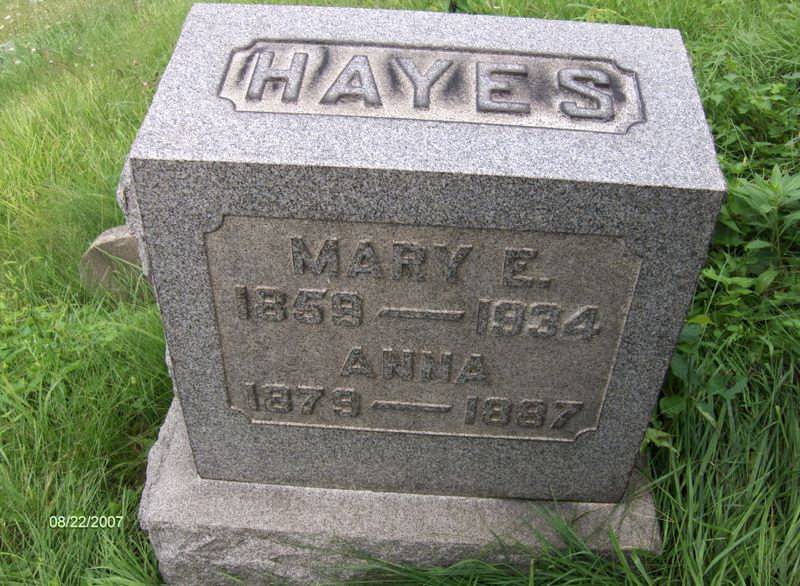 HAYES
MARY E.
1859 — 1934
ANNA
1879 — 1887
08/22/2007